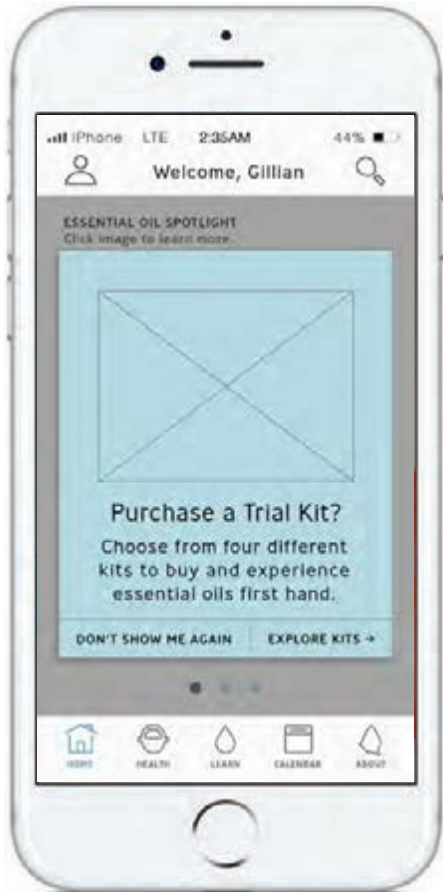 iPhone LTE 2:35AM 44%
Welcome, Gillian
ESSENTIAL OIL SPOTLIGHT
Click image to learn more.
Purchase a Trial Kit?
Choose from four different
kits to buy and experience
essential oils first hand.
DON'T SHOW ME AGAIN EXPLORE KITS →
HOME HEALTH LEARN CALENDAR ABOUT